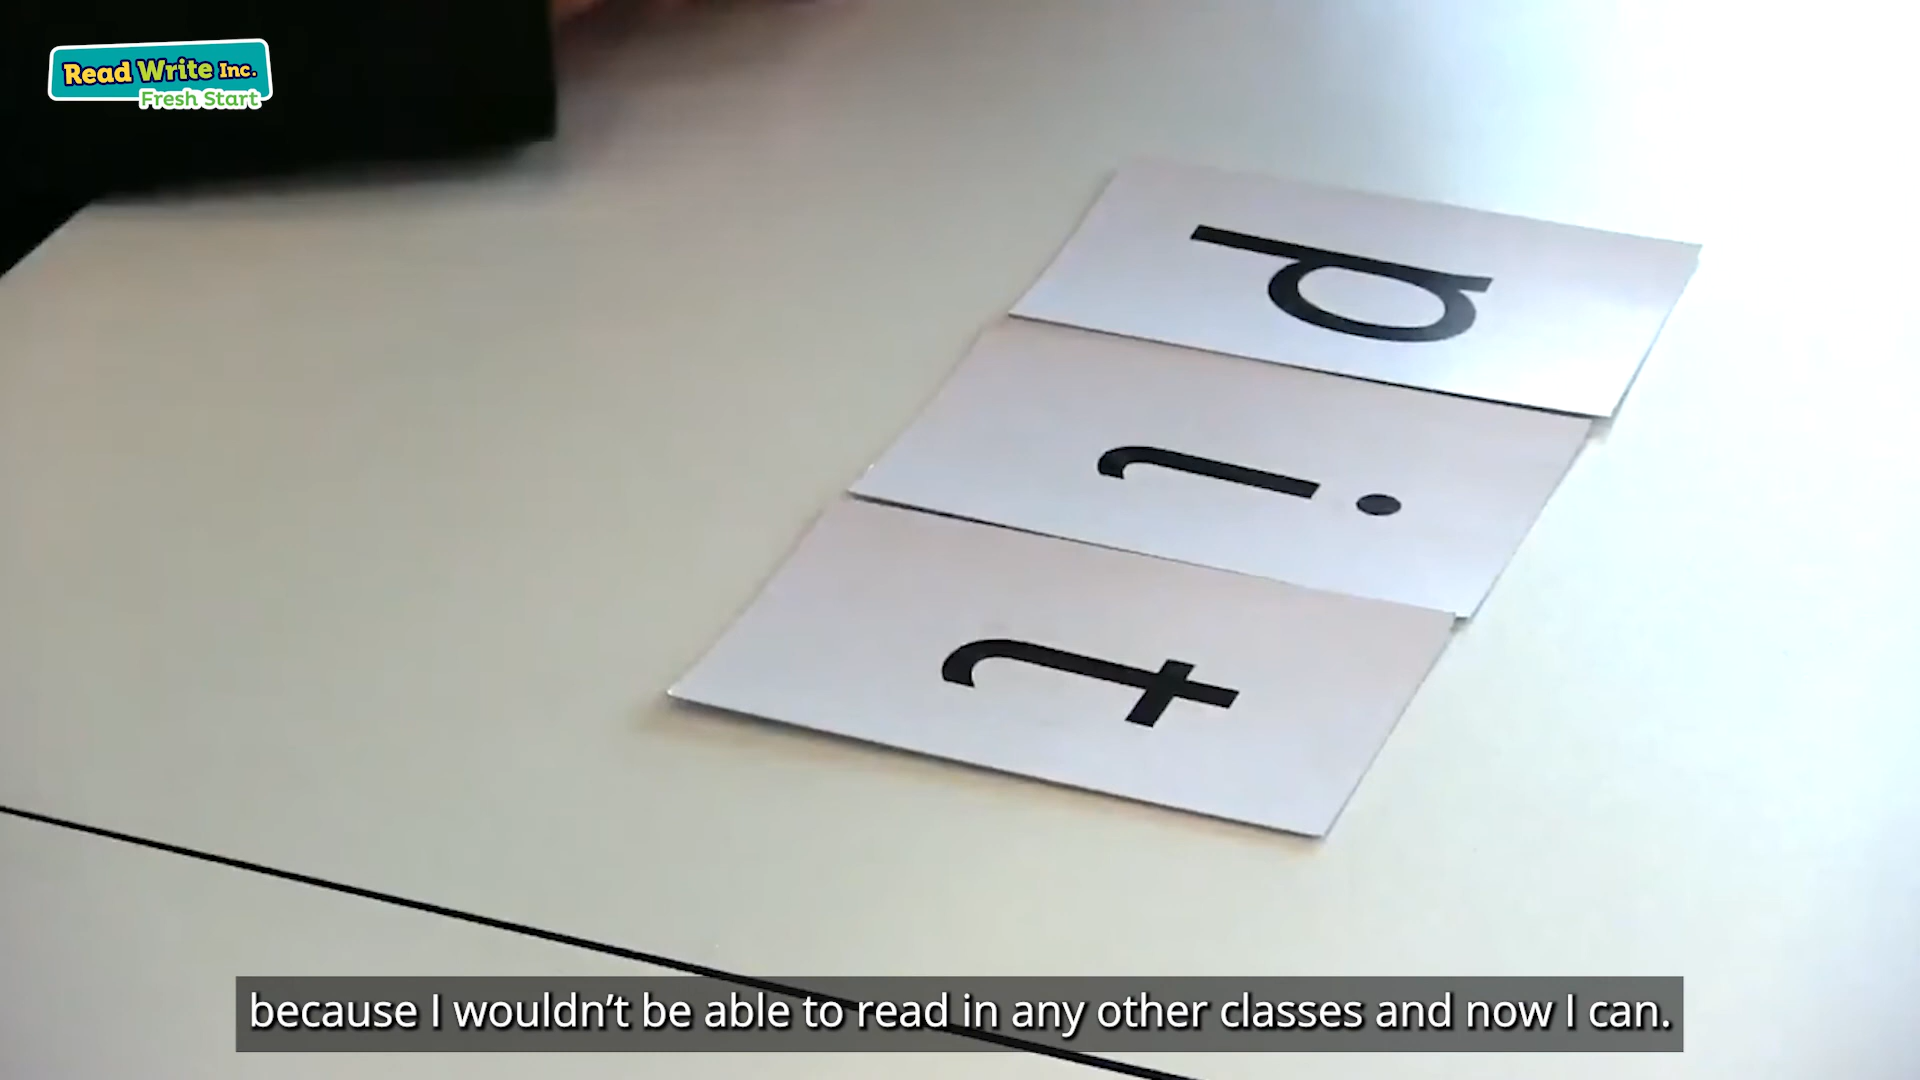 Read Write Inc.
Fresh Start
p
i
t
because I wouldn’t be able to read in any other classes and now I can.